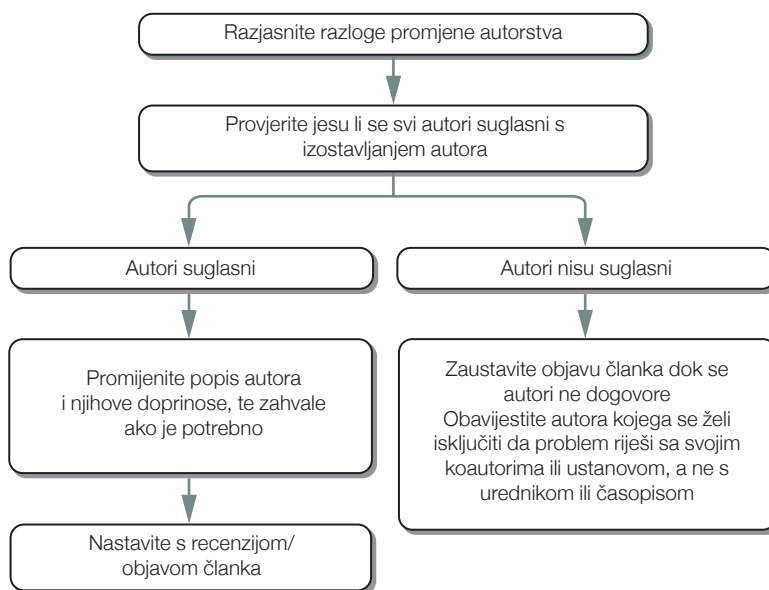 Razjasnite razloge promjene autorstva
Provjerite jesu li se svi autori suglasni s
izostavljanjem autora
Autori suglasni
Autori nisu suglasni
Promijenite popis autora
i njihove doprinose, te zahvale
ako je potrebno
Zaustavite objavu članka dok se
autori ne dogovore
Obavijestite autora kojega se želi
isključiti da problem riješi sa svojim
koautorima ili ustanovom, a ne s
urednikom ili časopisom
Nastavite s recenzijom/
objavom članka